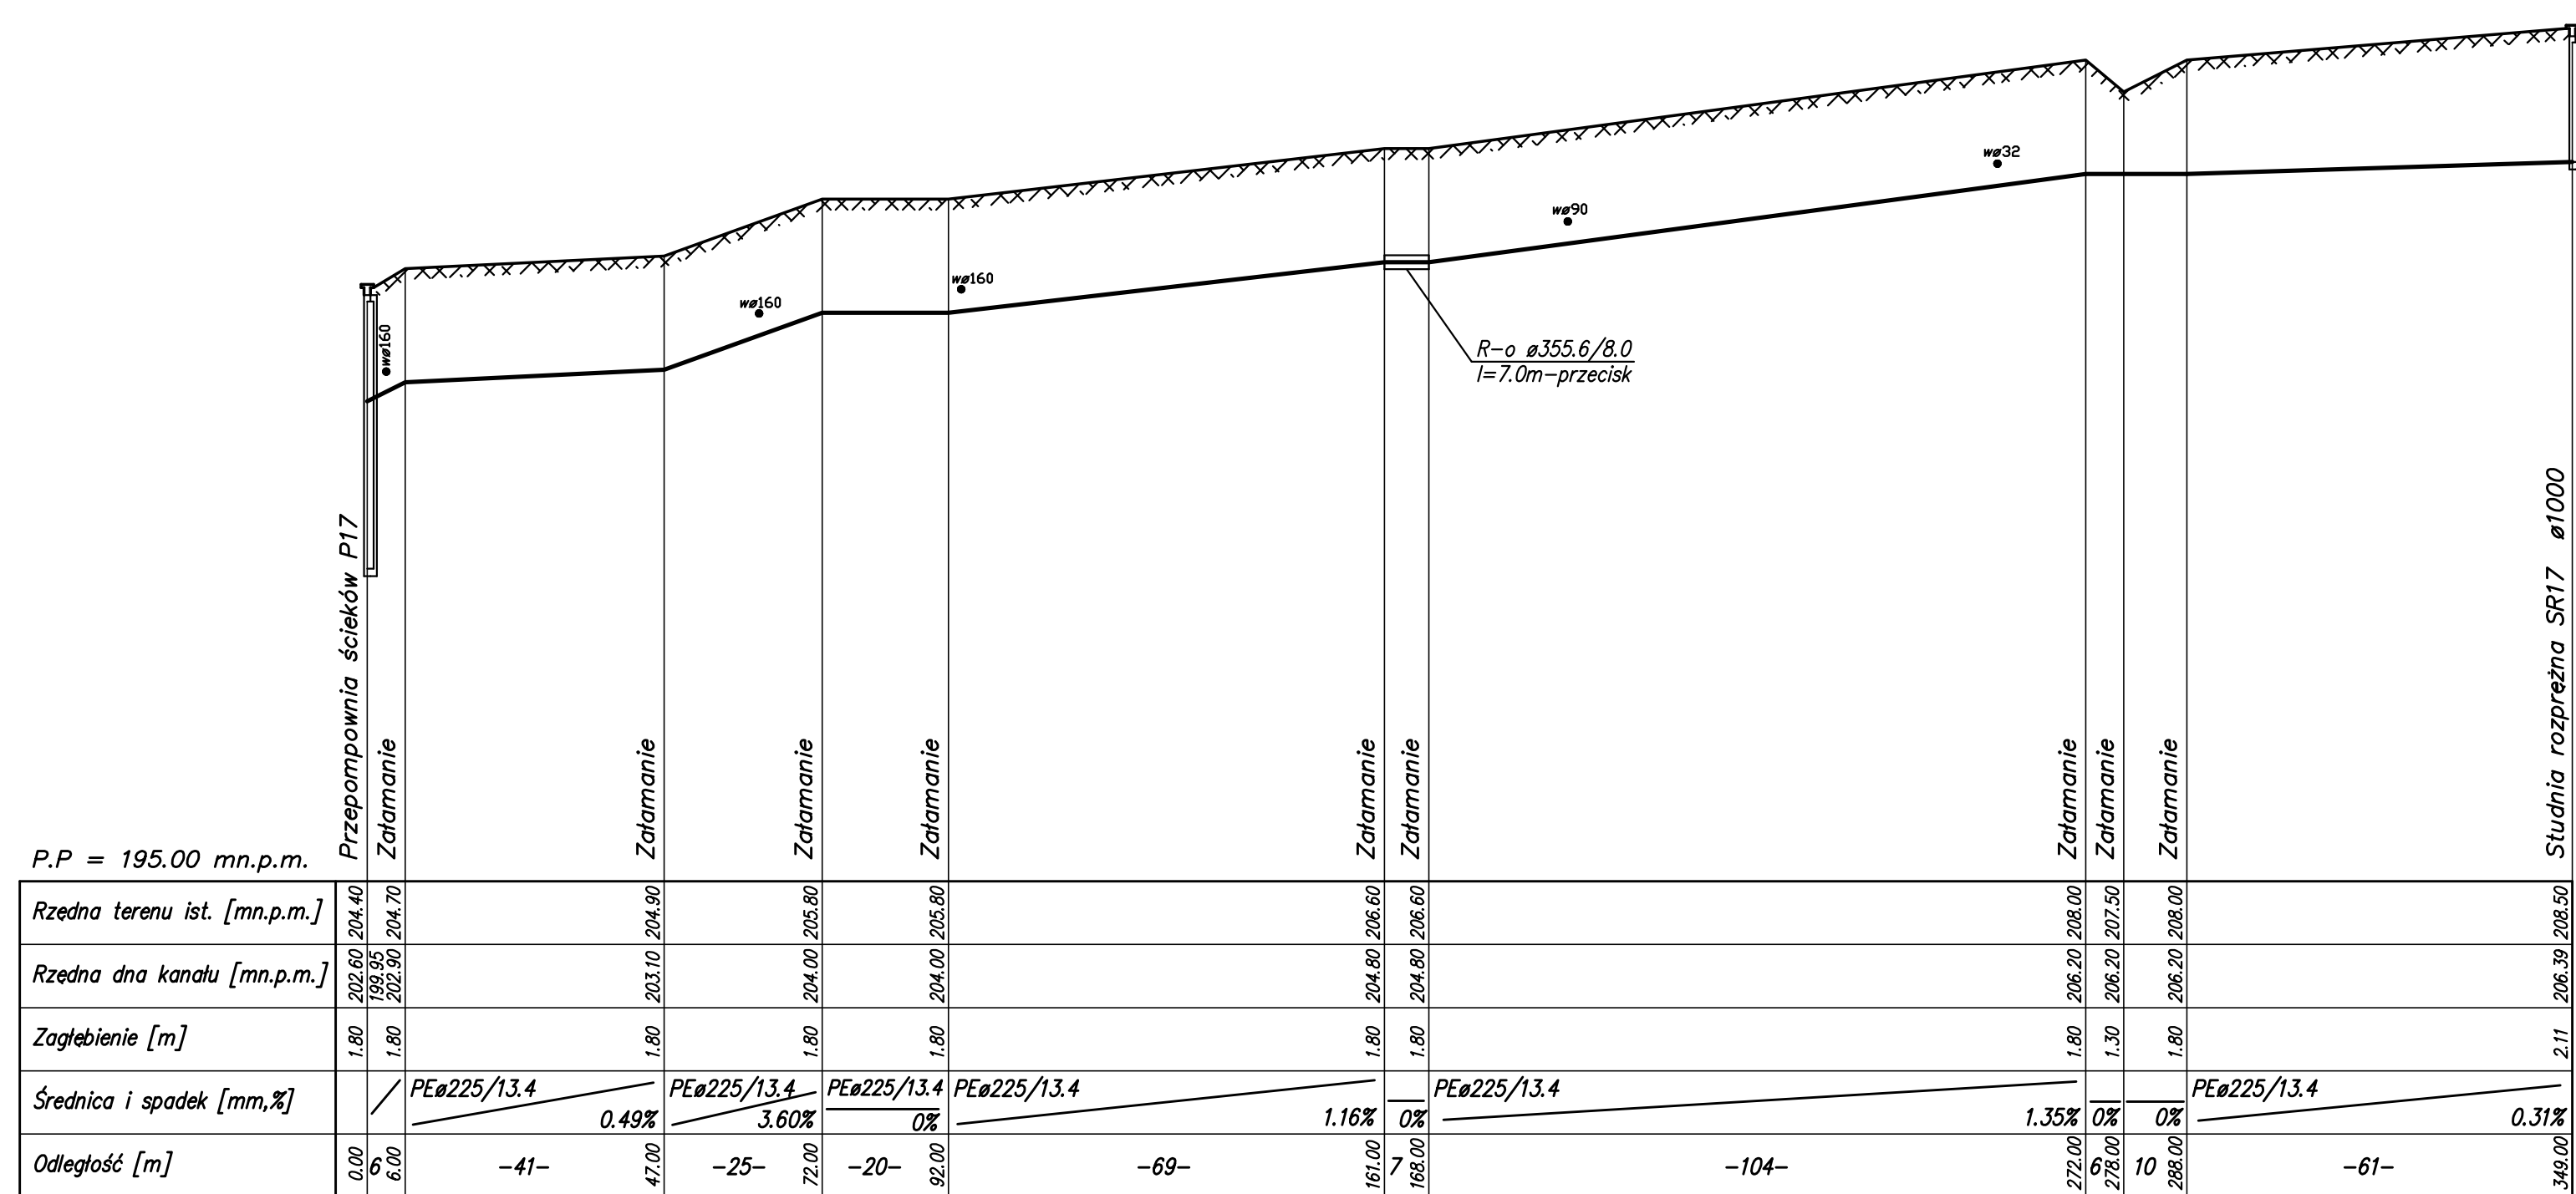 wø32
wø90
wø160
wø160
wø160
R-o ø355.6/8.0
l=7.0m-przecisk
Przepompownia ścieków P17
Załamanie
Załamanie
Załamanie
Załamanie
Załamanie
Załamanie
Załamanie
Załamanie
Załamanie
Studnia rozprężna SR17 ø1000
P.P = 195.00 mn.p.m.
Rzędna terenu ist. [mn.p.m.] 204.40 204.70 204.90 205.80 205.80 206.60 206.60 208.00 207.50 208.00 208.50
Rzędna dna kanału [mn.p.m.] 202.60 199.95 202.90 203.10 204.00 204.00 204.80 204.80 206.20 206.20 206.20 206.39
Zagłębienie [m] 1.80 1.80 1.80 1.80 1.80 1.80 1.80 1.80 1.30 1.80 2.11
Średnica i spadek [mm,%] PEø225/13.4 0.49% PEø225/13.4 3.60% PEø225/13.4 0% PEø225/13.4 1.16% 0% PEø225/13.4 1.35% 0% 0% PEø225/13.4 0.31%
Odległość [m] 0.00 6 6.00 -41- 47.00 -25- 72.00 -20- 92.00 -69- 161.00 7 168.00 -104- 272.00 6 278.00 10 288.00 -61- 349.00